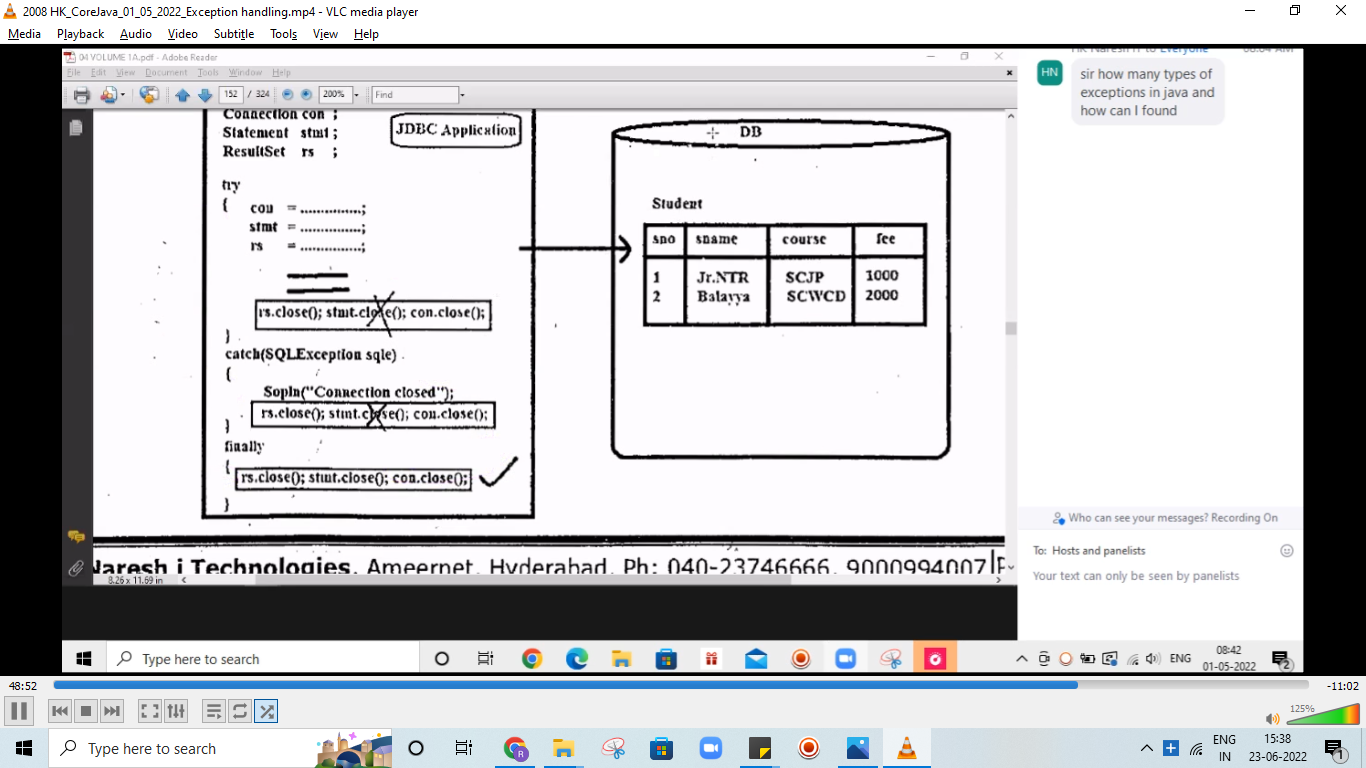 2008 HK_CoreJava_01_05_2022_Exception handling.mp4 - VLC media player
Media Playback Audio Video Subtitle Tools View Help
04 VOLUME 1A.pdf - Adobe Reader
File Edit View Document Tools Window Help
152 / 324 200% Find
Connection con ;
Statement stmt ;
ResultSet rs ;
JDBC Application
try
{ con = ...............;
stmt = ...............;
rs = ...............;
rs.close(); stmt.close(); con.close();
}
catch(SQLException sqle)
{
Sopln("Connection closed");
rs.close(); stmt.close(); con.close();
}
finally
{
rs.close(); stmt.close(); con.close();
}
DB
Student
sno sname course fee
1 Jr.NTR SCJP 1000
2 Balayya SCWCD 2000
Naresh i Technologies, Ameerpet, Hyderabad, Ph: 040-23746666, 9000994007
8.26 x 11.69 in
to Everyone
HN
sir how many types of
exceptions in java and
how can I found
Who can see your messages? Recording On
To: Hosts and panelists
Your text can only be seen by panelists
Type here to search
ENG
08:42
01-05-2022
2
48:52
-11:02
125%
Type here to search
R
ENG
IN
15:38
23-06-2022
1